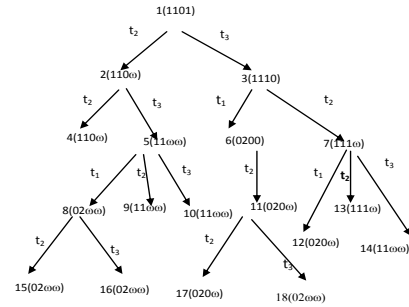 1(1101)
t2 t3
2(110ω) 3(1110)
t2 t3 t1 t2
4(110ω) 5(11ωω) 6(0200) 7(111ω)
t1 t2 t3 t2 t1 t2 t3
8(02ωω) 9(11ωω) 10(11ωω) 11(020ω) 12(020ω) 13(111ω) 14(11ωω)
t2 t3 t2 t3
15(02ωω) 16(02ωω) 17(020ω) 18(02ωω)